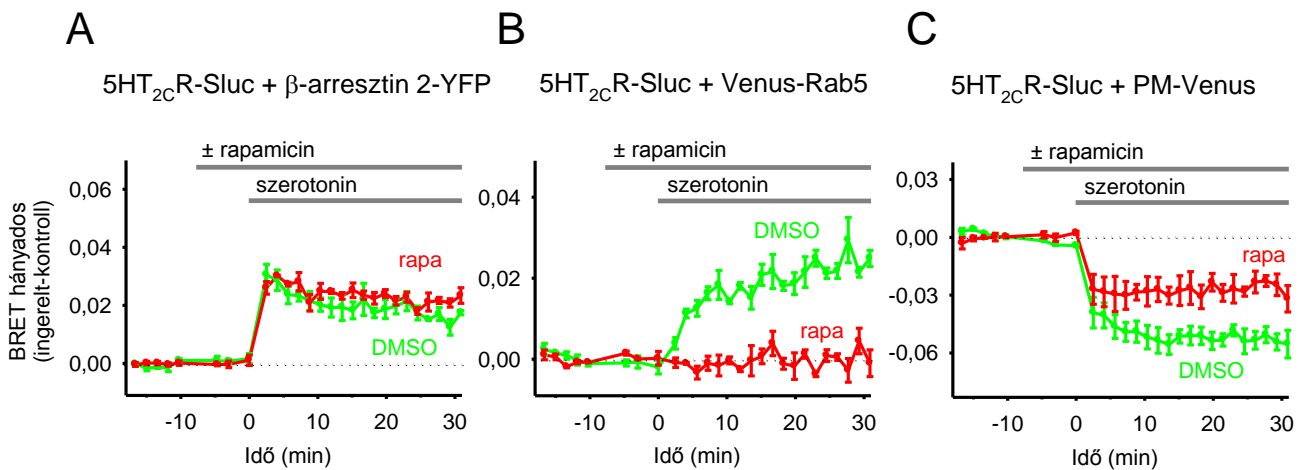 A
5HT2CR-Sluc + β-arresztin 2-YFP
± rapamicin
szerotonin
0,06
0,04
0,02
0,00
rapa
DMSO
-10 0 10 20 30
Idő (min)
BRET hányados
(ingerelt-kontroll)
B
5HT2CR-Sluc + Venus-Rab5
± rapamicin
szerotonin
0,04
0,02
0,00
DMSO
rapa
-10 0 10 20 30
Idő (min)
C
5HT2CR-Sluc + PM-Venus
± rapamicin
szerotonin
0,03
0,00
-0,03
-0,06
rapa
DMSO
-10 0 10 20 30
Idő (min)